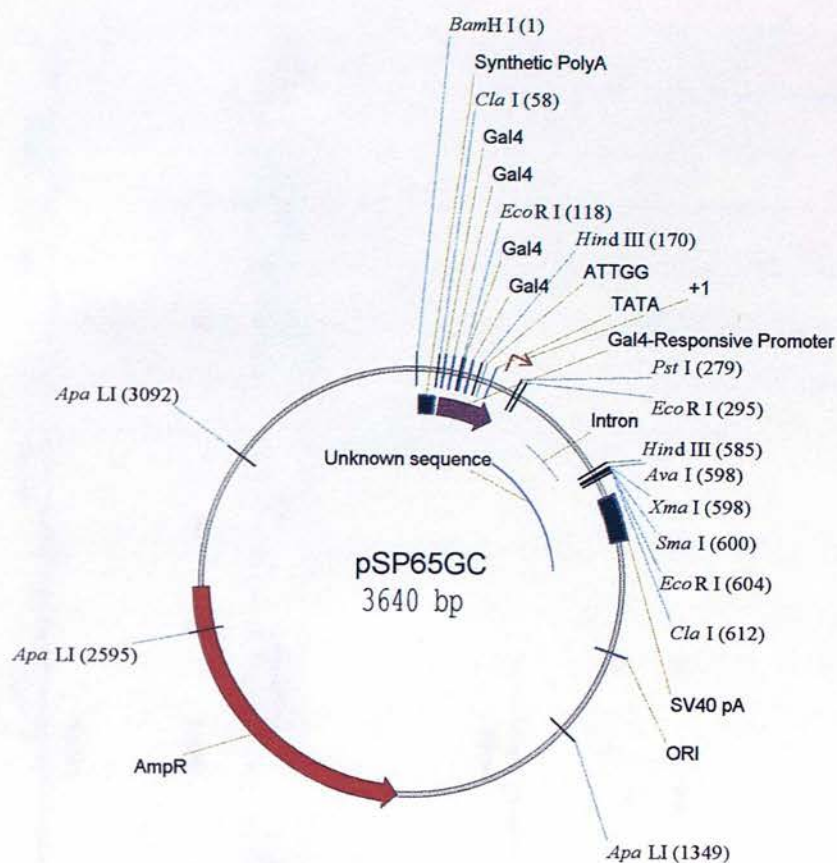 BamH I (1)
Synthetic PolyA
Cla I (58)
Gal4
Gal4
EcoR I (118)
Gal4
Hind III (170)
Gal4
ATTGG
TATA
+1
Gal4-Responsive Promoter
Pst I (279)
EcoR I (295)
Intron
Hind III (585)
Ava I (598)
Xma I (598)
Sma I (600)
EcoR I (604)
Cla I (612)
SV40 pA
ORI
Apa LI (1349)
AmpR
Apa LI (2595)
Apa LI (3092)
Unknown sequence
pSP65GC
3640 bp